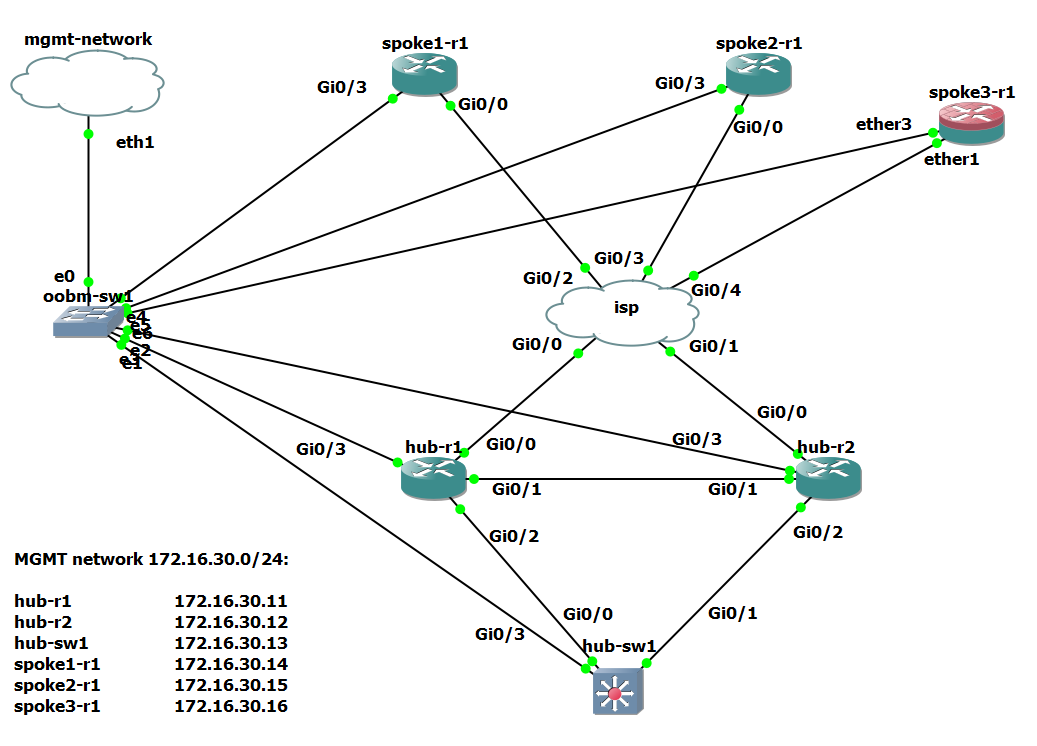 mgmt-network
spoke1-r1
spoke2-r1
spoke3-r1
Gi0/3
Gi0/0
Gi0/3
Gi0/0
ether3
ether1
eth1
e0
oobm-sw1
e4
e5
e6
e2
e3
e1
Gi0/2
Gi0/3
Gi0/4
isp
Gi0/0
Gi0/1
Gi0/0
Gi0/3
hub-r1
Gi0/0
hub-r2
Gi0/3
Gi0/1
Gi0/1
Gi0/2
Gi0/2
MGMT network 172.16.30.0/24:
hub-r1 172.16.30.11
hub-r2 172.16.30.12
hub-sw1 172.16.30.13
spoke1-r1 172.16.30.14
spoke2-r1 172.16.30.15
spoke3-r1 172.16.30.16
Gi0/0
Gi0/1
Gi0/3
hub-sw1